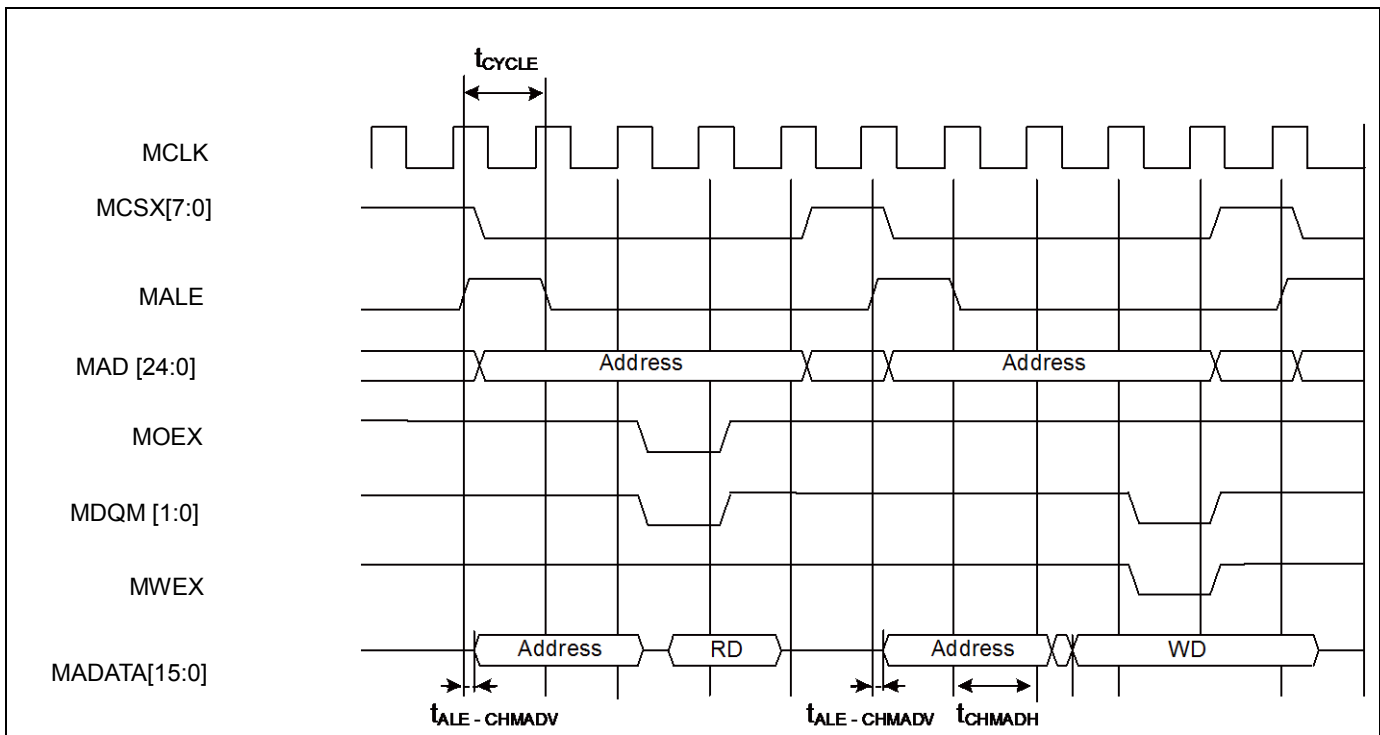 tCYCLE
MCLK
MCSX[7:0]
MALE
MAD [24:0]
Address Address
MOEX
MDQM [1:0]
MWEX
MADATA[15:0]
Address RD Address WD
tALE - CHMADV tALE - CHMADV tCHMADH